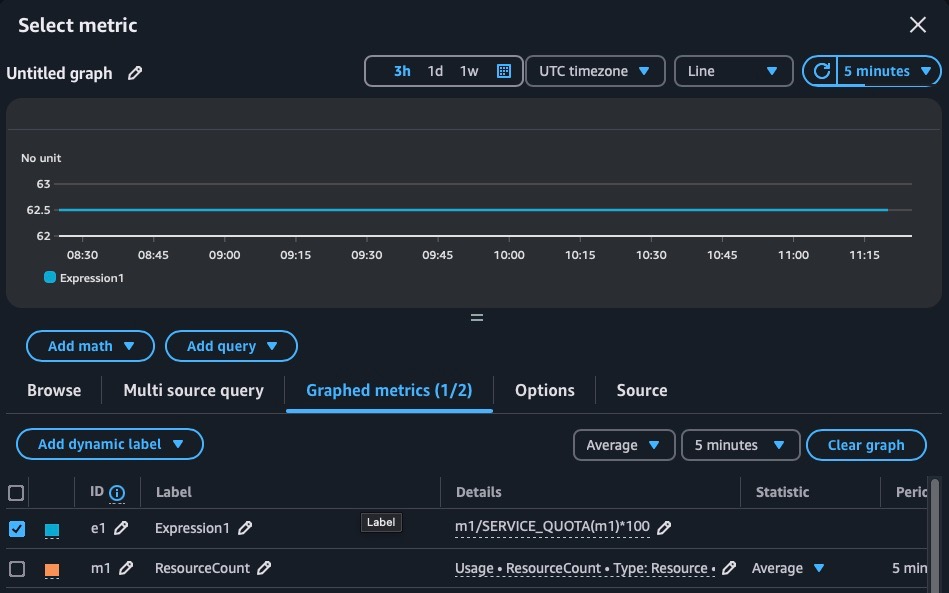 Select metric
Untitled graph
3h 1d 1w UTC timezone Line 5 minutes
No unit
63
62.5
62
08:30 08:45 09:00 09:15 09:30 09:45 10:00 10:15 10:30 10:45 11:00 11:15
Expression1
Add math Add query
Browse Multi source query Graphed metrics (1/2) Options Source
Add dynamic label Average 5 minutes Clear graph
ID Label Details Statistic Peric
e1 Expression1 Label m1/SERVICE_QUOTA(m1)*100
m1 ResourceCount Usage • ResourceCount • Type: Resource • Average 5 min